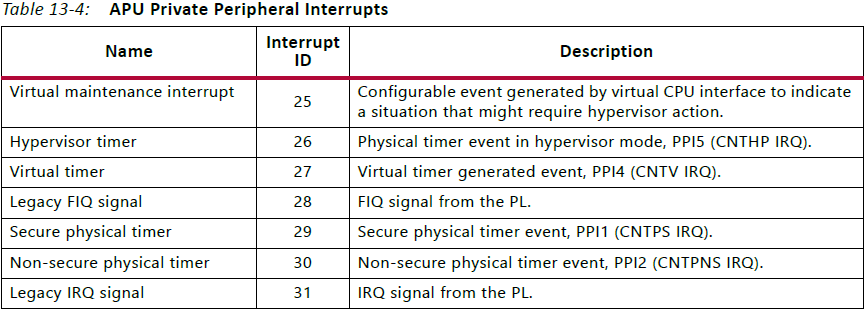 Table 13-4: APU Private Peripheral Interrupts
Name Interrupt ID Description
Virtual maintenance interrupt 25 Configurable event generated by virtual CPU interface to indicate
a situation that might require hypervisor action.
Hypervisor timer 26 Physical timer event in hypervisor mode, PPI5 (CNTHP IRQ).
Virtual timer 27 Virtual timer generated event, PPI4 (CNTV IRQ).
Legacy FIQ signal 28 FIQ signal from the PL.
Secure physical timer 29 Secure physical timer event, PPI1 (CNTPS IRQ).
Non-secure physical timer 30 Non-secure physical timer event, PPI2 (CNTPNS IRQ).
Legacy IRQ signal 31 IRQ signal from the PL.